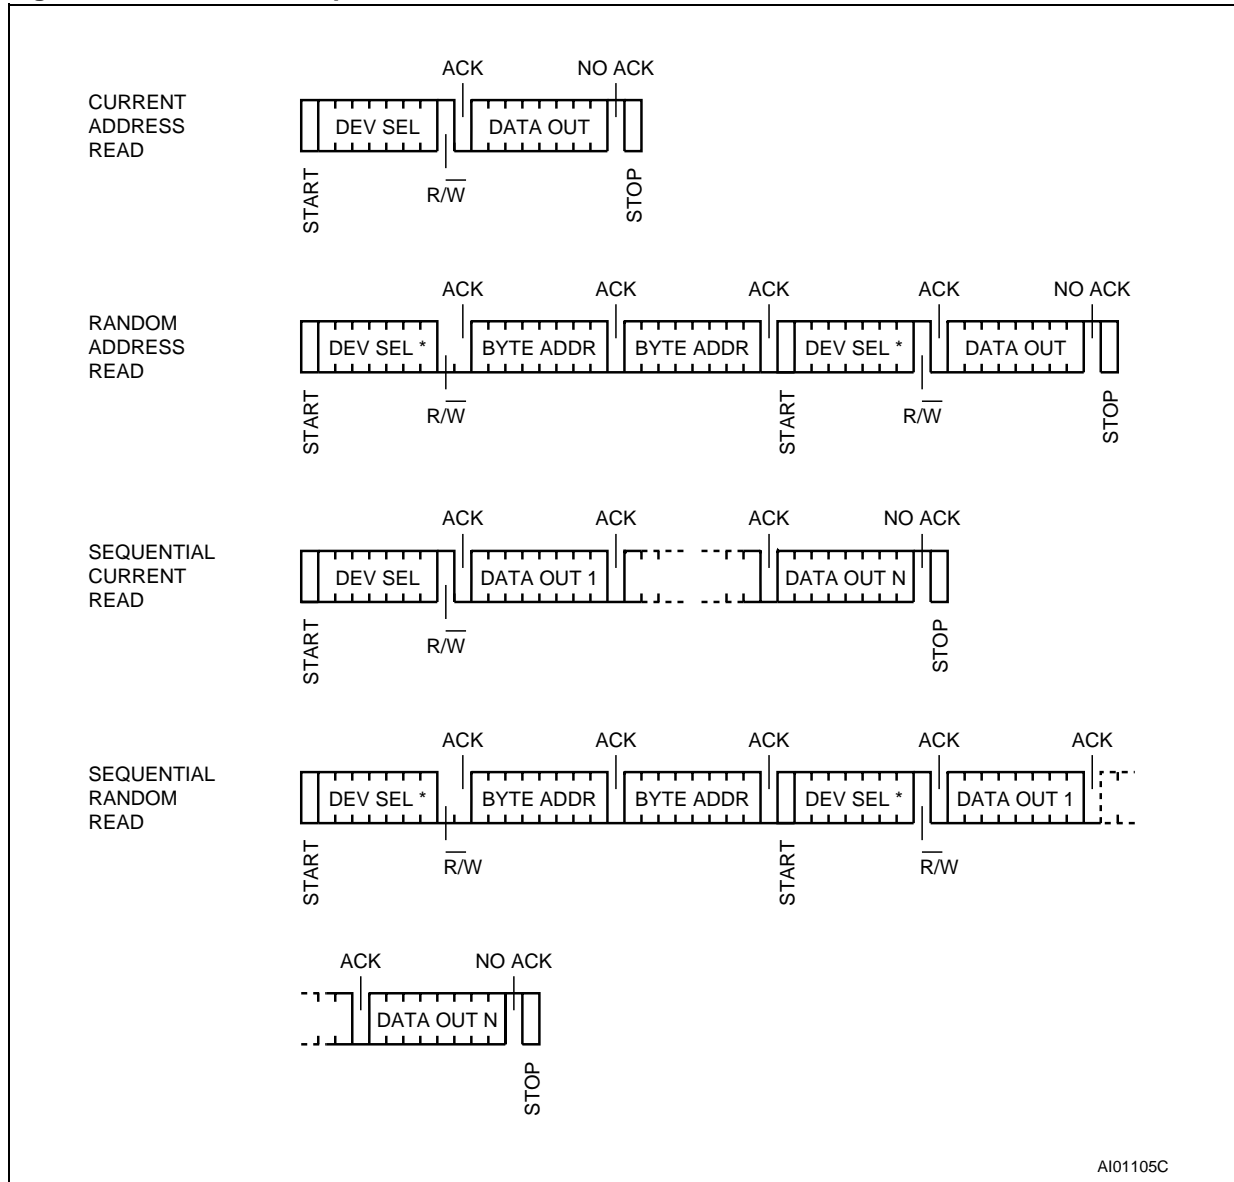 ACK NO ACK
CURRENT
ADDRESS
READ
DEV SEL DATA OUT
START R/W̅ STOP
ACK ACK ACK ACK NO ACK
RANDOM
ADDRESS
READ
DEV SEL * BYTE ADDR BYTE ADDR DEV SEL * DATA OUT
START R/W̅ START R/W̅ STOP
ACK ACK ACK NO ACK
SEQUENTIAL
CURRENT
READ
DEV SEL DATA OUT 1 DATA OUT N
START R/W̅ STOP
ACK ACK ACK ACK ACK
SEQUENTIAL
RANDOM
READ
DEV SEL * BYTE ADDR BYTE ADDR DEV SEL * DATA OUT 1
START R̅/W START R̅/W
ACK NO ACK
DATA OUT N
STOP
AI01105C